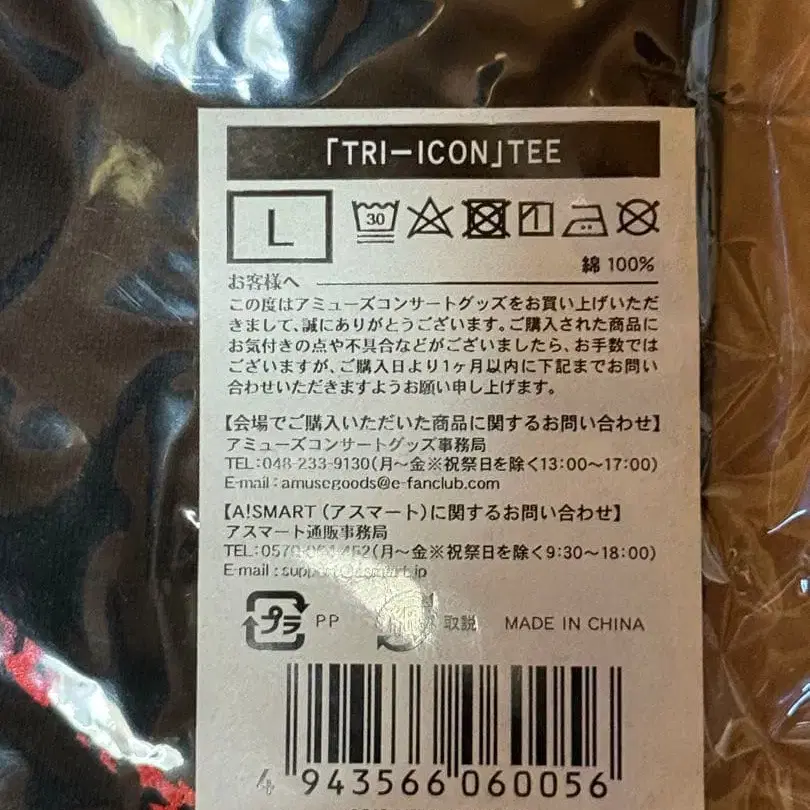 「TRI-ICON」TEE
L
30
綿 100%
お客様へ
この度はアミューズコンサートグッズをお買い上げいただ
きまして、誠にありがとうございます。ご購入された商品に
お気付きの点や不具合などがございましたら、お手数では
ございますが、ご購入日より1ヶ月以内に下記までお問い
合わせいただきますようお願い申し上げます。
【会場でご購入いただいた商品に関するお問い合わせ】
アミューズコンサートグッズ事務局
TEL:048-233-9130(月〜金※祝祭日を除く13:00〜17:00)
E-mail:amusegoods@e-fanclub.com
【A!SMART(アスマート)に関するお問い合わせ】
アスマート通販事務局
(月〜金※祝祭日を除く9:30〜18:00)
E-mail:
プラ PP 取説 MADE IN CHINA
4 943566 060056